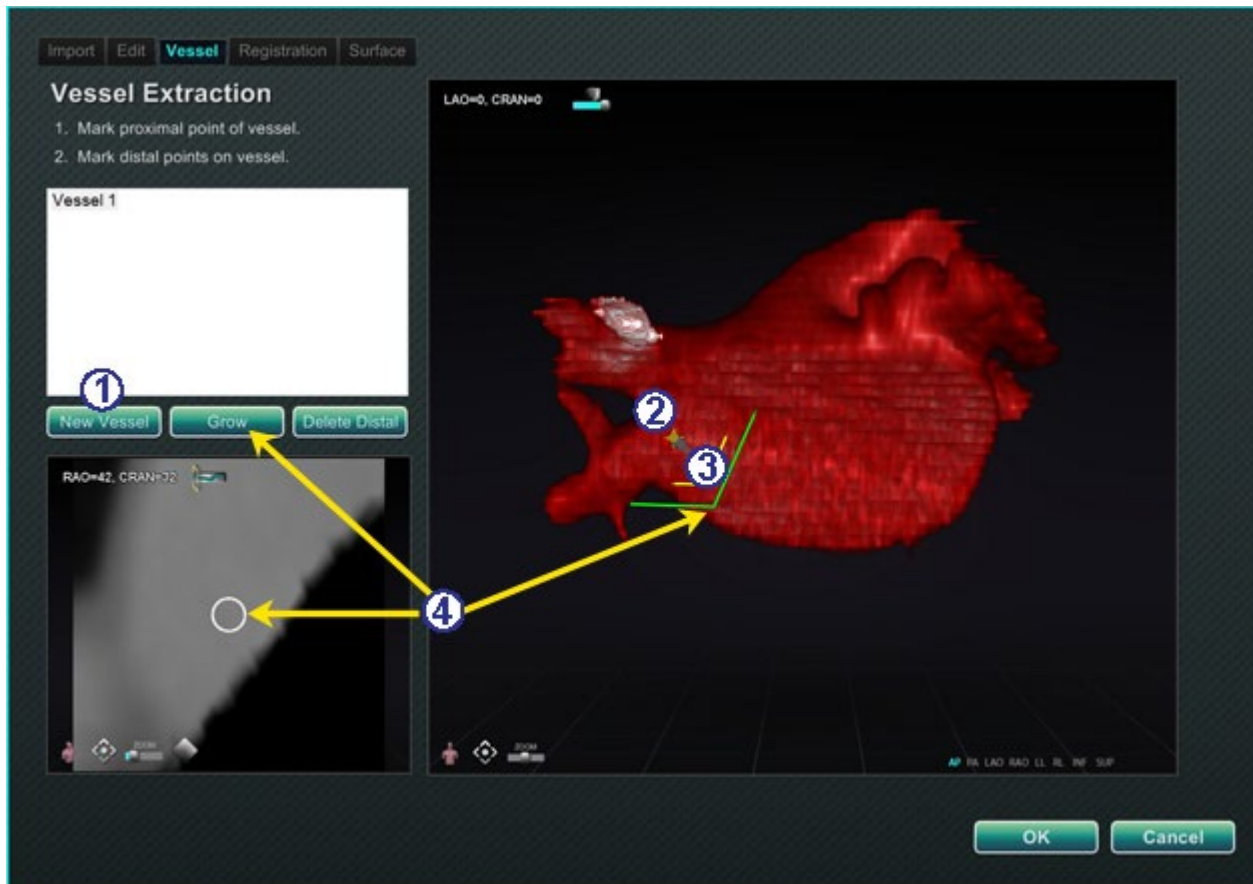 Import Edit Vessel Registration Surface
Vessel Extraction
1. Mark proximal point of vessel.
2. Mark distal points on vessel.
Vessel 1
1
New Vessel Grow Delete Distal
RAO=42, CRAN=32
ZOOM
LAO=0, CRAN=0
2
3
4
ZOOM
AP PA LAO RAO LL RL INF SUP
OK Cancel